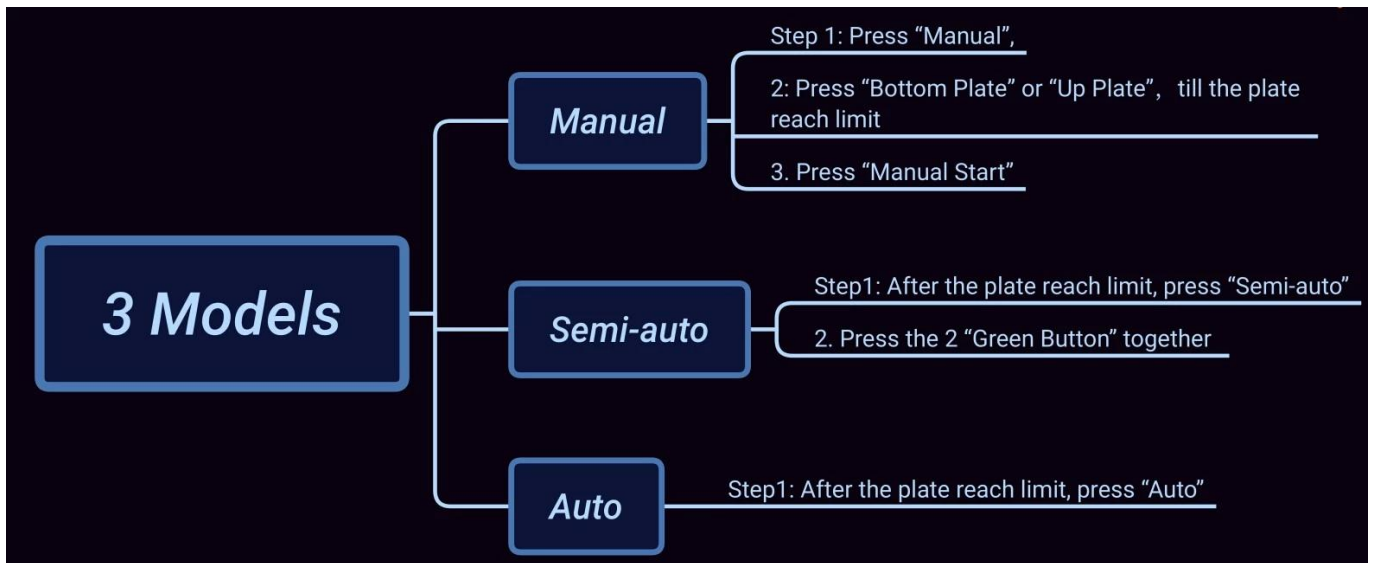 3 Models
Manual
Step 1: Press “Manual”,
2: Press “Bottom Plate” or “Up Plate”，till the plate
reach limit
3. Press “Manual Start”
Semi-auto
Step1: After the plate reach limit, press “Semi-auto”
2. Press the 2 “Green Button” together
Auto
Step1: After the plate reach limit, press “Auto”